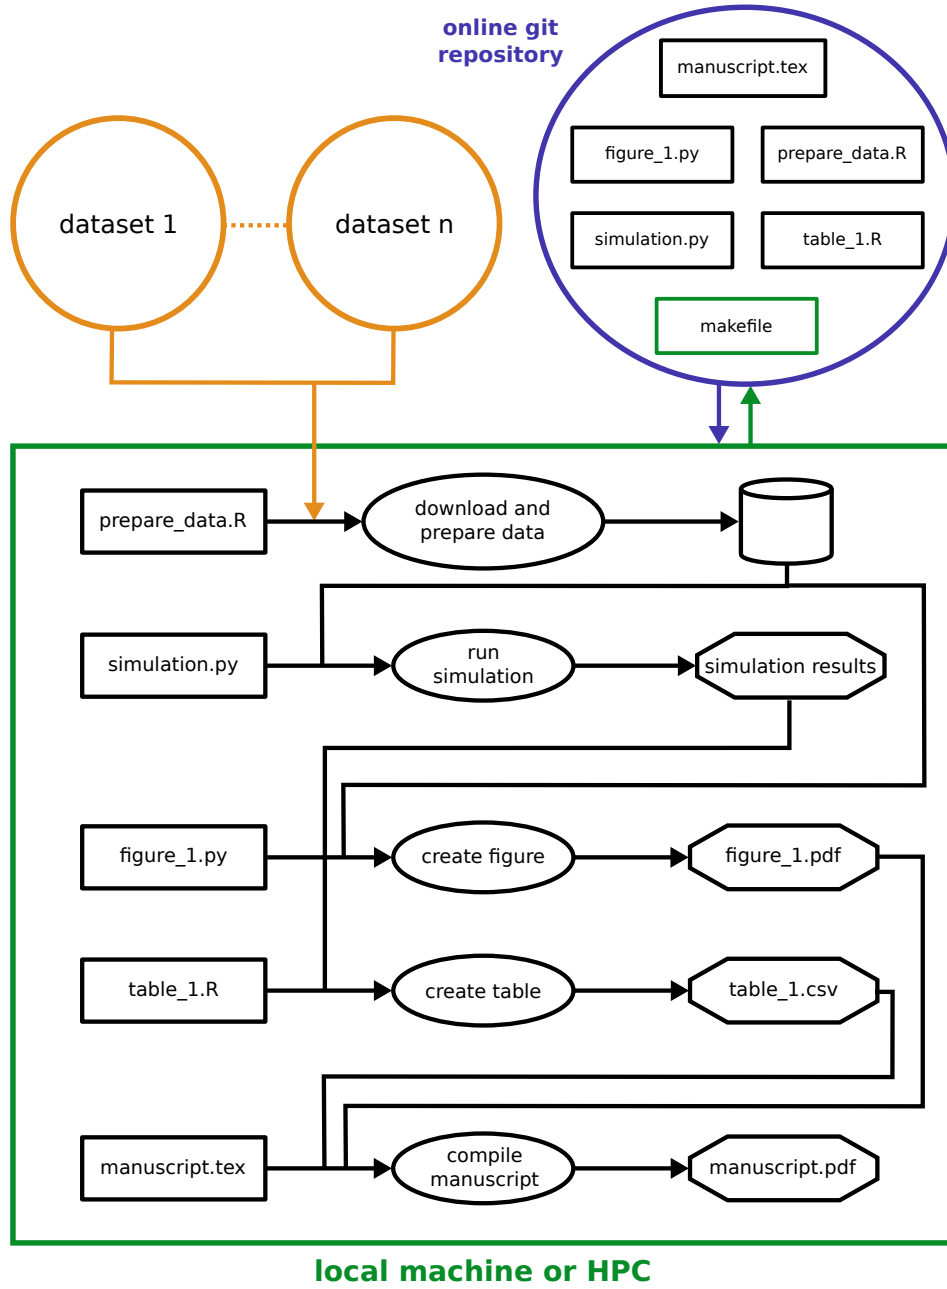 online git
repository
manuscript.tex
figure_1.py
prepare_data.R
simulation.py
table_1.R
makefile
dataset 1
dataset n
prepare_data.R
download and
prepare data
simulation.py
run
simulation
simulation results
figure_1.py
create figure
figure_1.pdf
table_1.R
create table
table_1.csv
manuscript.tex
compile
manuscript
manuscript.pdf
local machine or HPC